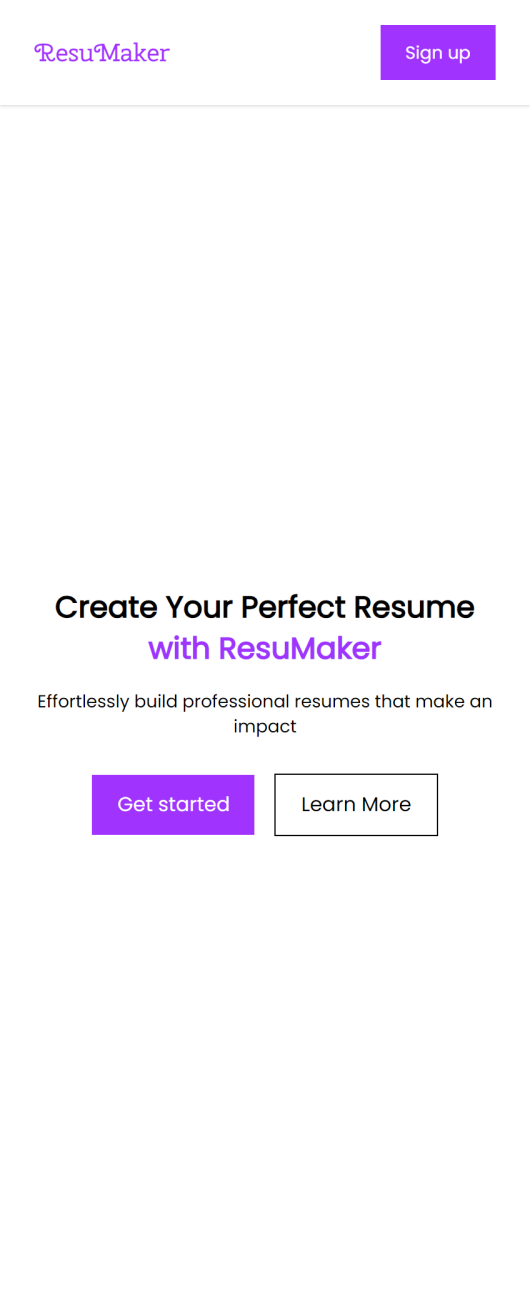 ResuMaker
Sign up
Create Your Perfect Resume
with ResuMaker
Effortlessly build professional resumes that make an
impact
Get started
Learn More